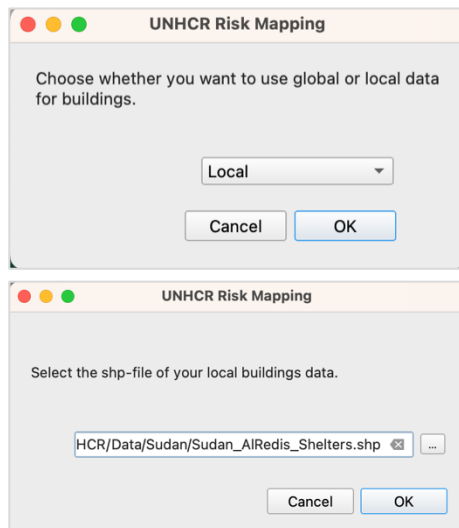 UNHCR Risk Mapping
Choose whether you want to use global or local data
for buildings.
Local
Cancel
OK
UNHCR Risk Mapping
Select the shp-file of your local buildings data.
HCR/Data/Sudan/Sudan_AlRedis_Shelters.shp
...
Cancel
OK